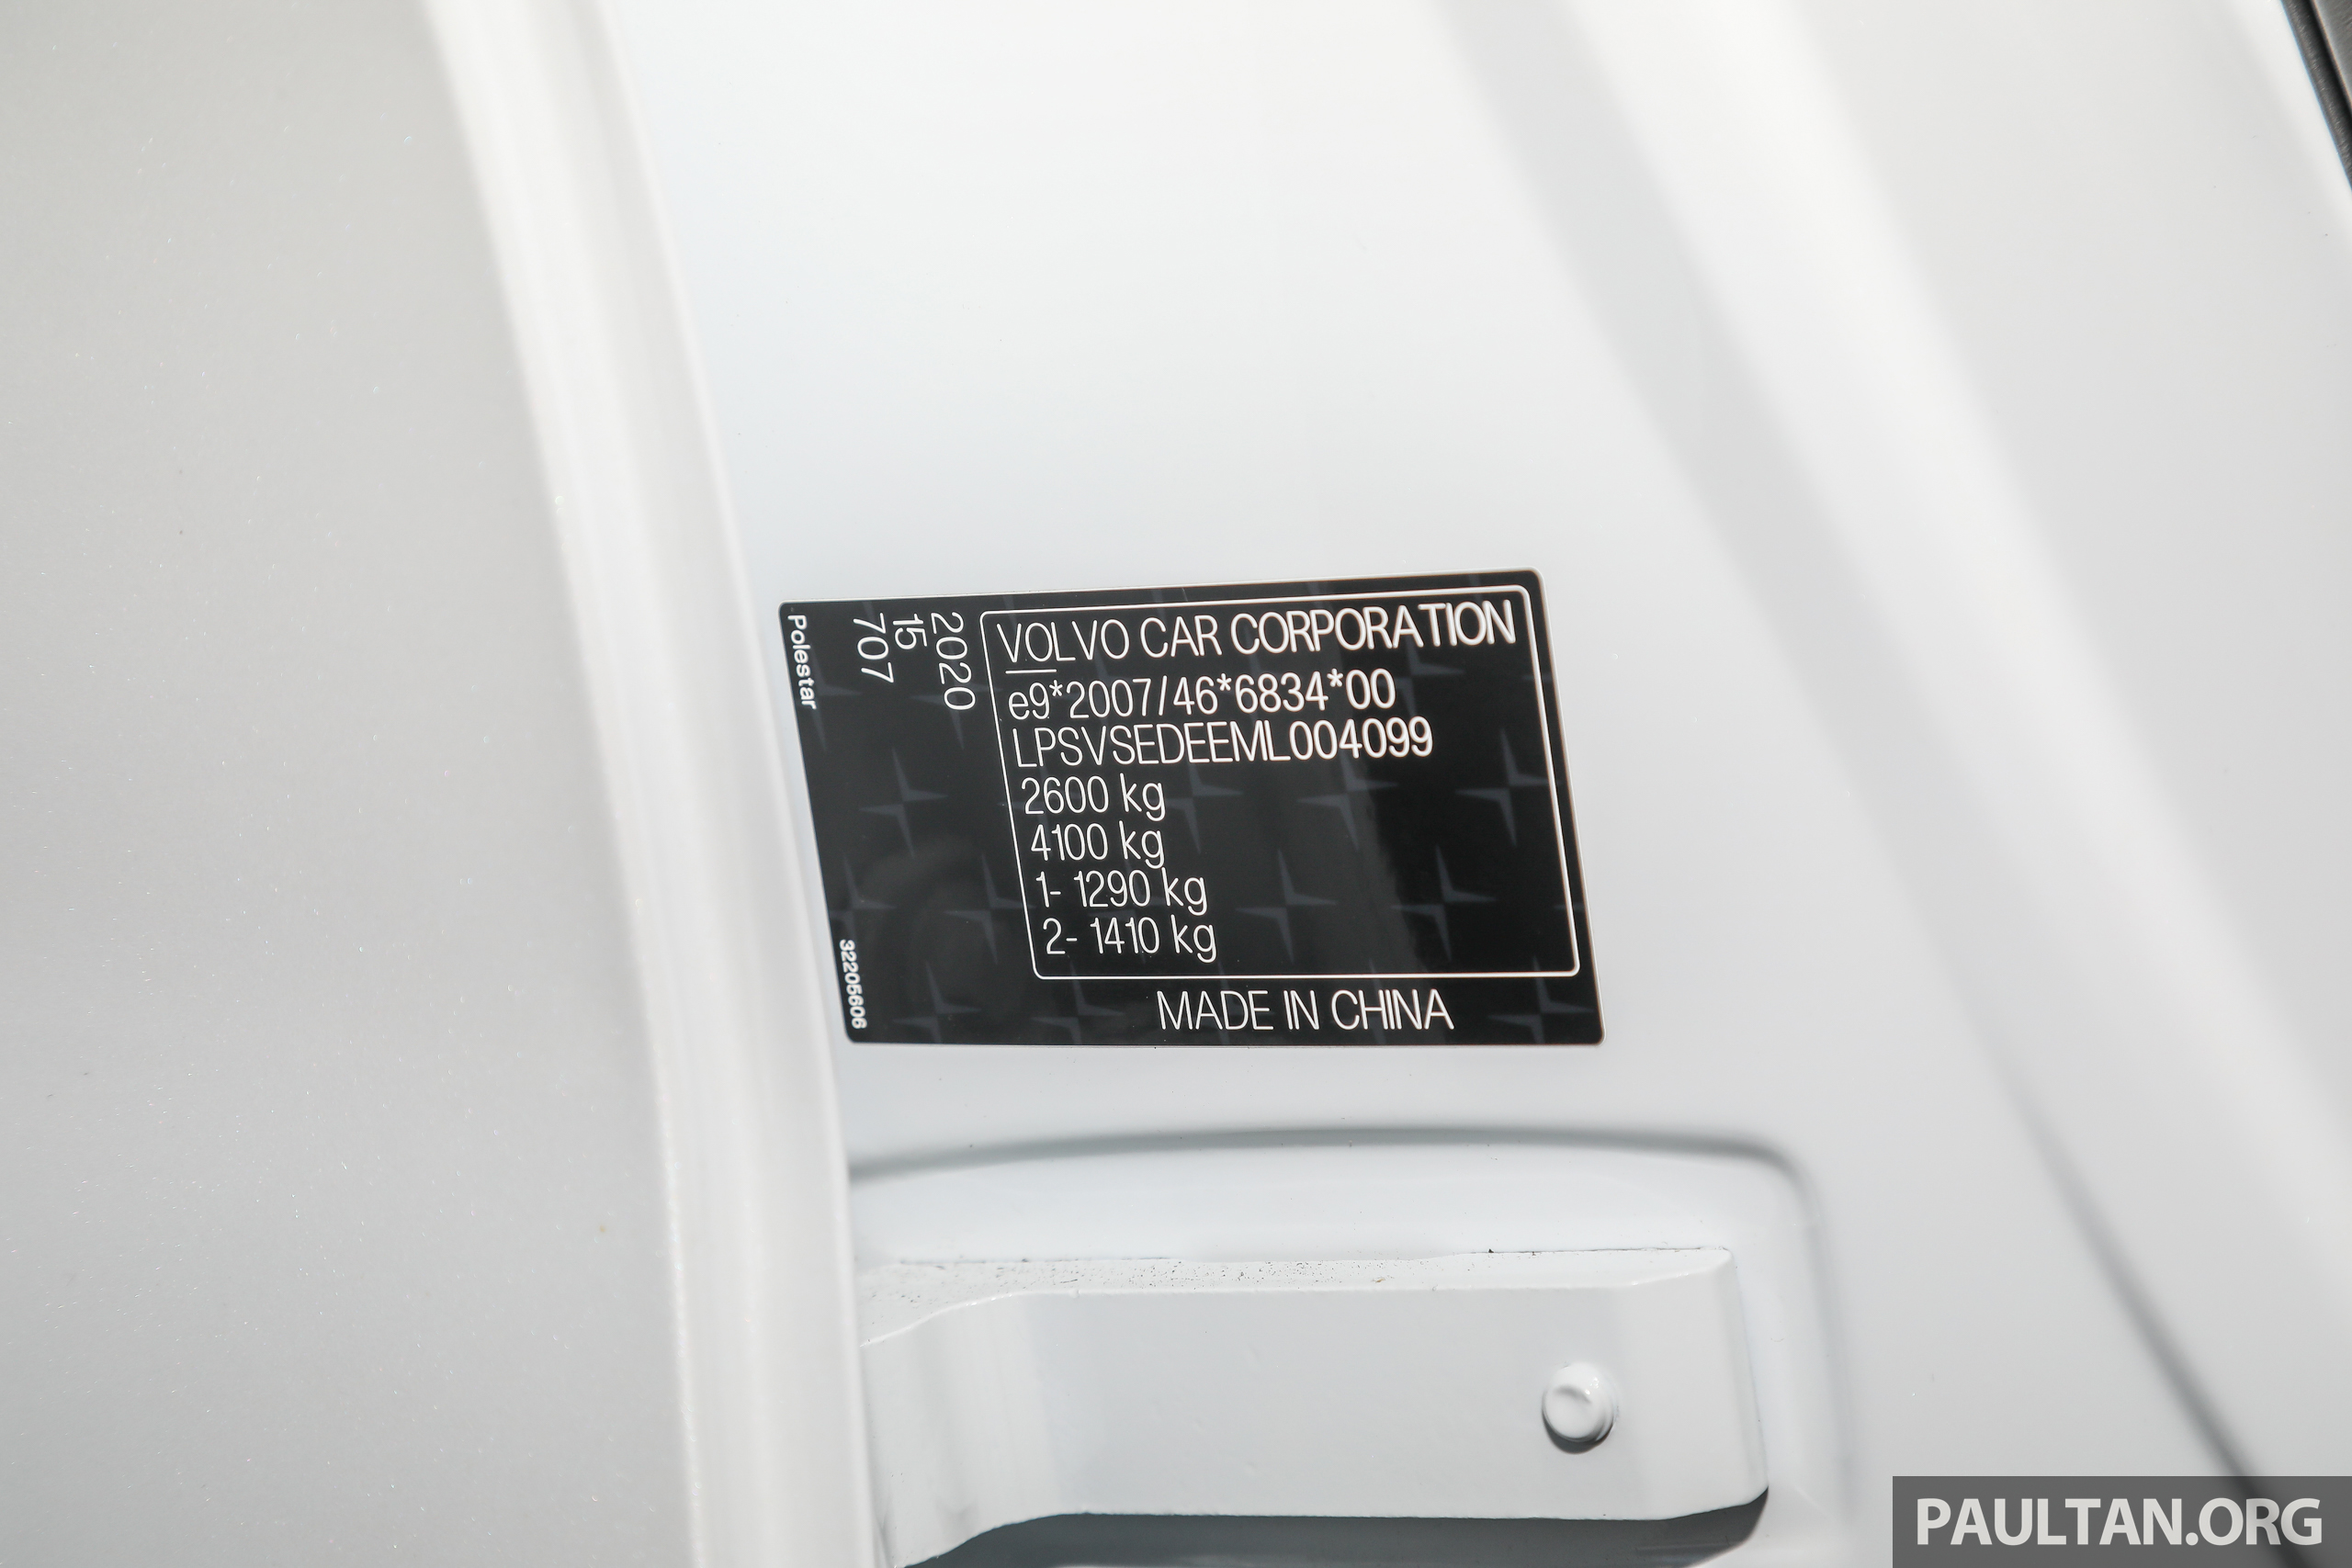 VOLVO CAR CORPORATION
e9*2007/46*6834*00
LPSVSEDEEML004099
2600 kg
4100 kg
1- 1290 kg
2- 1410 kg
MADE IN CHINA
2020
15
707
Polestar
32205606
PAULTAN.ORG